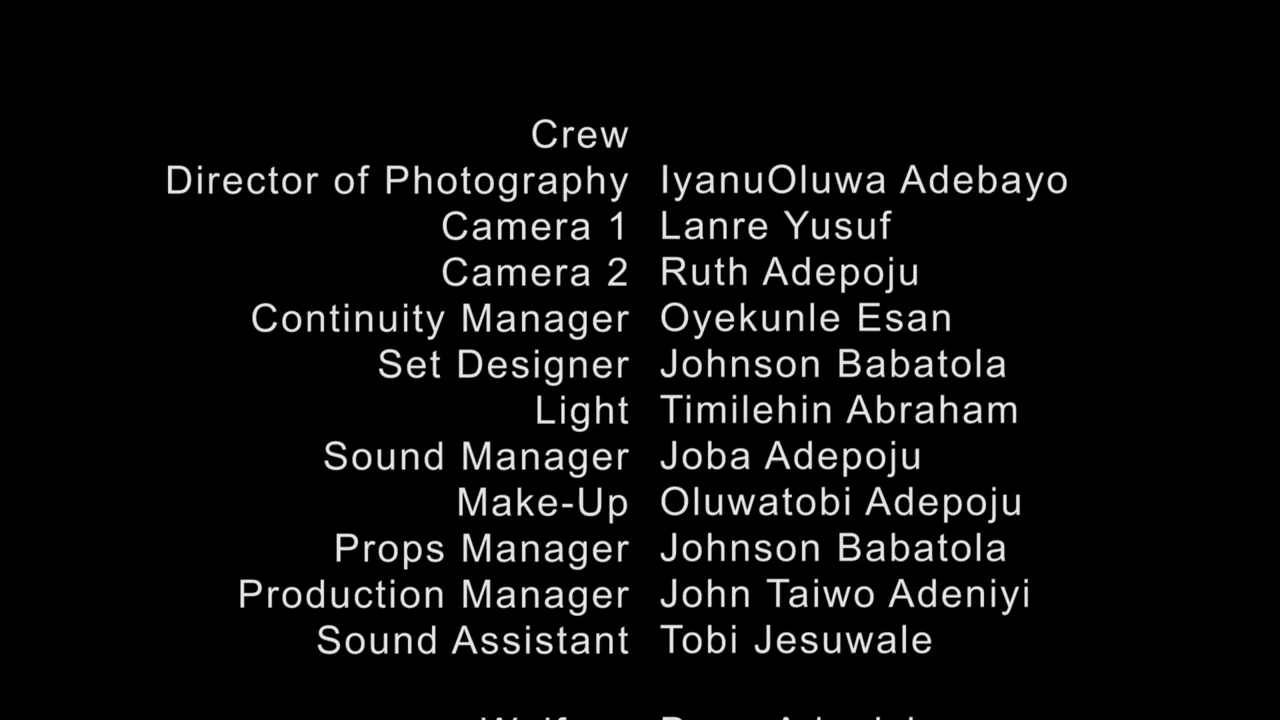 Crew
Director of Photography IyanuOluwa Adebayo
Camera 1 Lanre Yusuf
Camera 2 Ruth Adepoju
Continuity Manager Oyekunle Esan
Set Designer Johnson Babatola
Light Timilehin Abraham
Sound Manager Joba Adepoju
Make-Up Oluwatobi Adepoju
Props Manager Johnson Babatola
Production Manager John Taiwo Adeniyi
Sound Assistant Tobi Jesuwale